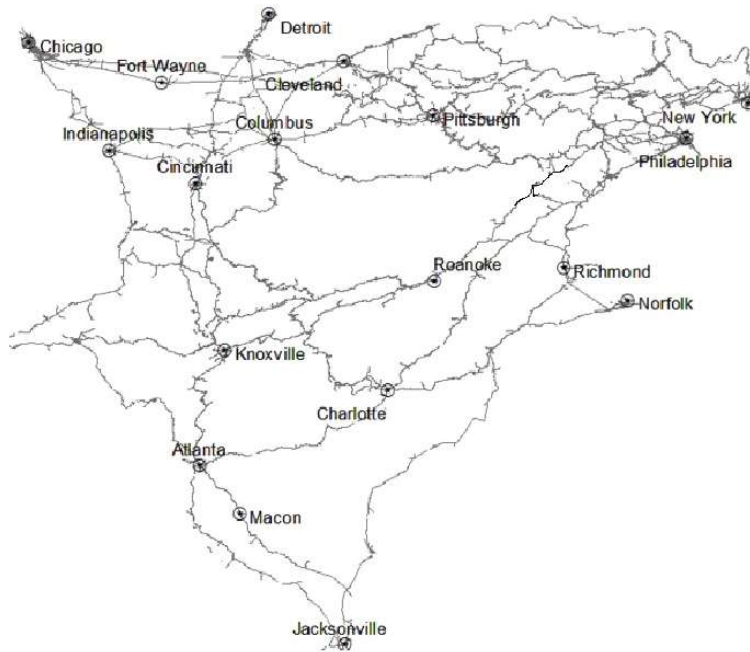 Detroit
Chicago
Fort Wayne
Cleveland
New York
Columbus
Pittsburgh
Indianapolis
Philadelphia
Cincinnati
Roanoke
Richmond
Norfolk
Knoxville
Charlotte
Atlanta
Macon
Jacksonville